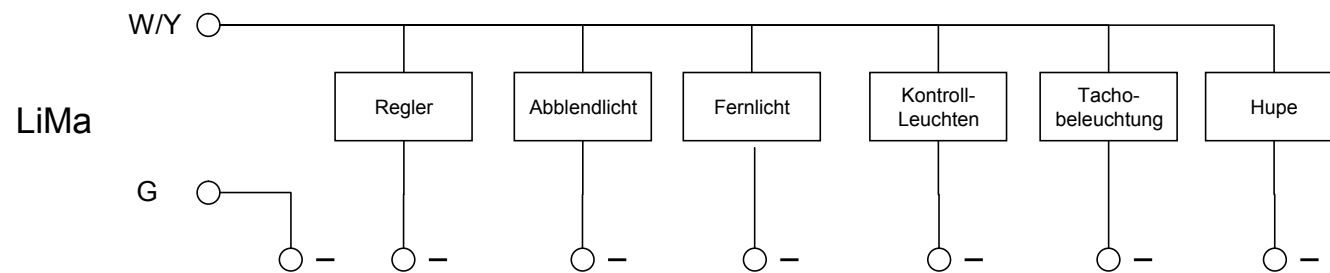 W/Y
LiMa
Regler
Abblendlicht
Fernlicht
Kontroll-
Leuchten
Tacho-
beleuchtung
Hupe
G
– – – – – – –